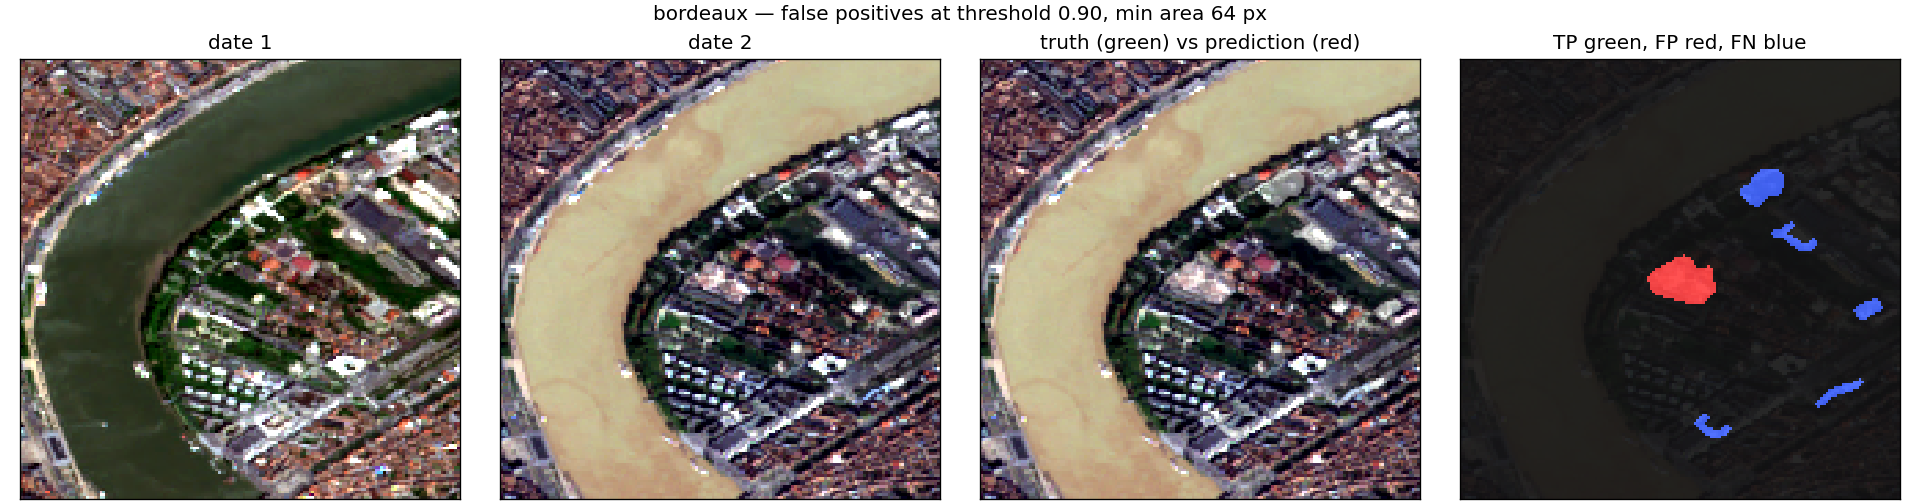 bordeaux — false positives at threshold 0.90, min area 64 px
date 1
date 2
truth (green) vs prediction (red)
TP green, FP red, FN blue